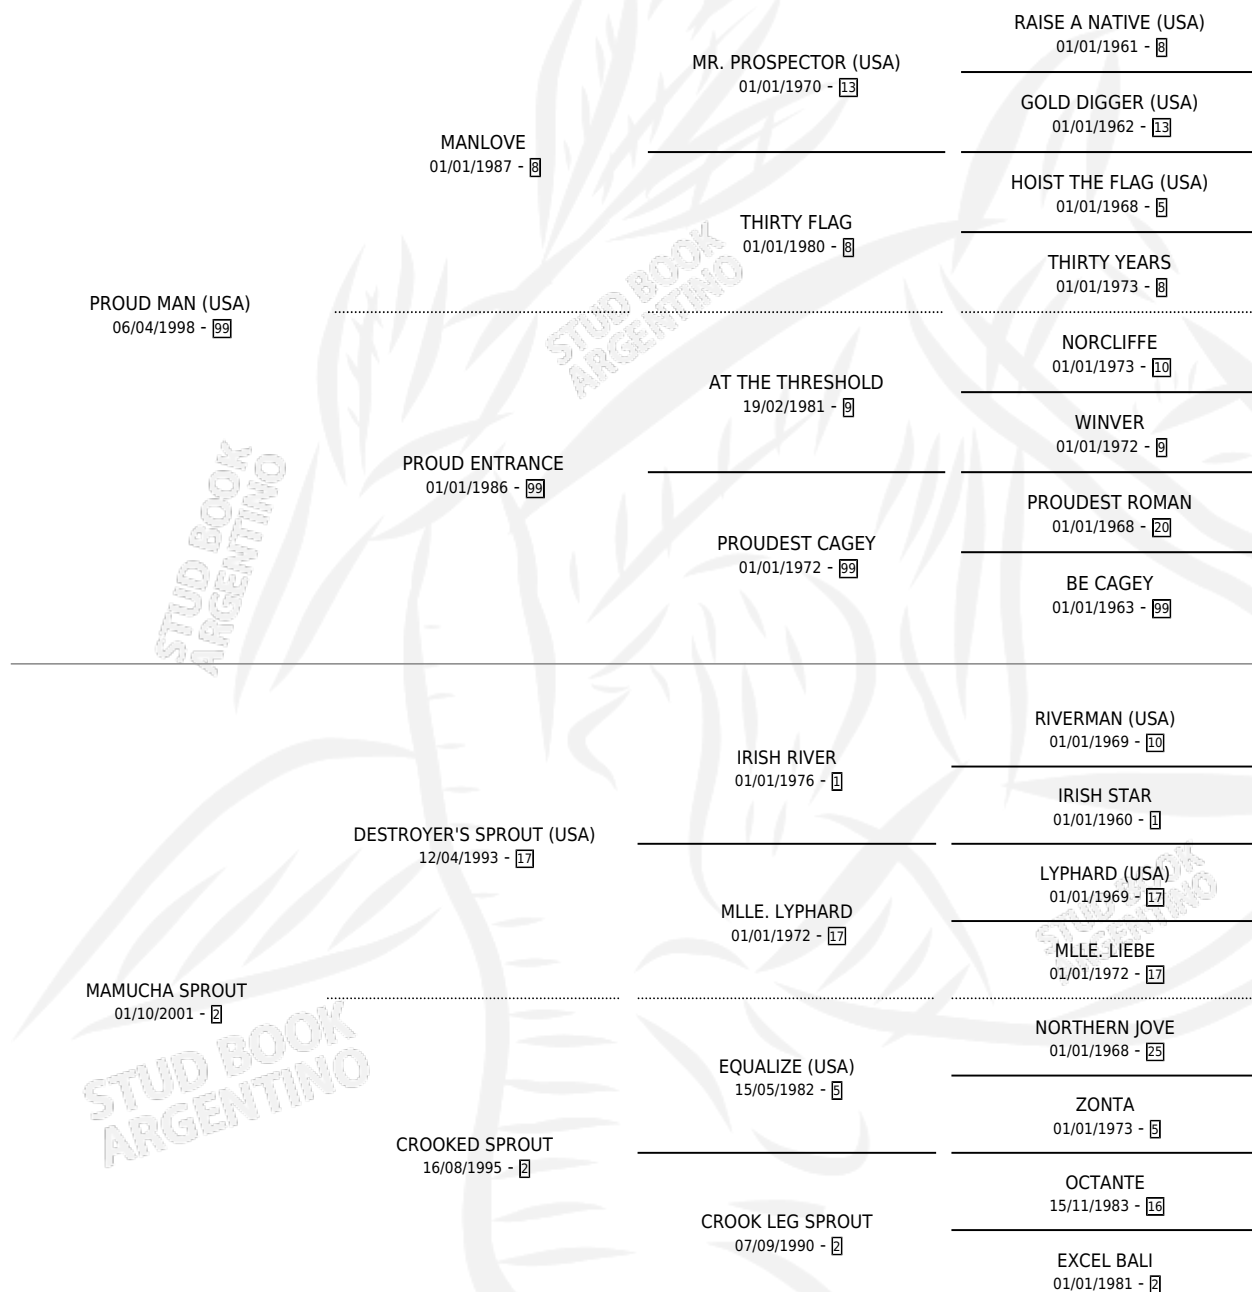 RAISE A NATIVE (USA)
01/01/1961 - 8
MR. PROSPECTOR (USA)
01/01/1970 - 13
GOLD DIGGER (USA)
01/01/1962 - 13
MANLOVE
01/01/1987 - 8
HOIST THE FLAG (USA)
01/01/1968 - 5
THIRTY FLAG
01/01/1980 - 8
THIRTY YEARS
01/01/1973 - 8
PROUD MAN (USA)
06/04/1998 - 99
NORCLIFFE
01/01/1973 - 10
AT THE THRESHOLD
19/02/1981 - 9
WINVER
01/01/1972 - 9
PROUD ENTRANCE
01/01/1986 - 99
PROUDEST ROMAN
01/01/1968 - 20
PROUDEST CAGEY
01/01/1972 - 99
BE CAGEY
01/01/1963 - 99
RIVERMAN (USA)
01/01/1969 - 10
IRISH RIVER
01/01/1976 - 1
IRISH STAR
01/01/1960 - 1
DESTROYER'S SPROUT (USA)
12/04/1993 - 17
LYPHARD (USA)
01/01/1969 - 17
MLLE. LYPHARD
01/01/1972 - 17
MLLE. LIEBE
01/01/1972 - 17
MAMUCHA SPROUT
01/10/2001 - 2
NORTHERN JOVE
01/01/1968 - 25
EQUALIZE (USA)
15/05/1982 - 5
ZONTA
01/01/1973 - 5
CROOKED SPROUT
16/08/1995 - 2
OCTANTE
15/11/1983 - 16
CROOK LEG SPROUT
07/09/1990 - 2
EXCEL BALI
01/01/1981 - 2
STUD BOOK
ARGENTINO
STUD BOOK
ARGENTINO
STUD BOOK
ARGENTINO
STUD BOOK
ARGENTINO